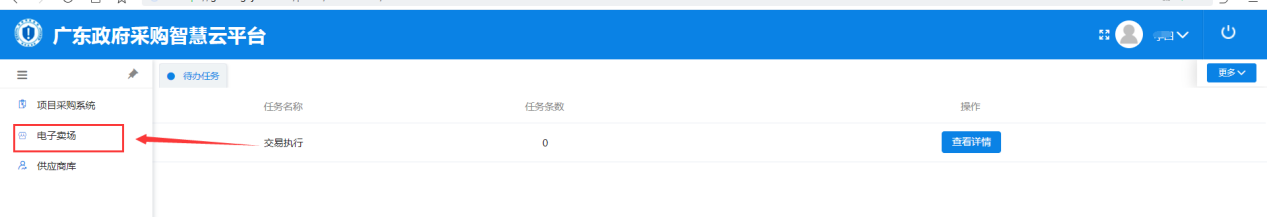 广东政府采购智慧云平台
待办任务
更多
项目采购系统
电子卖场
供应商库
任务名称 任务条数 操作
交易执行 0 查看详情